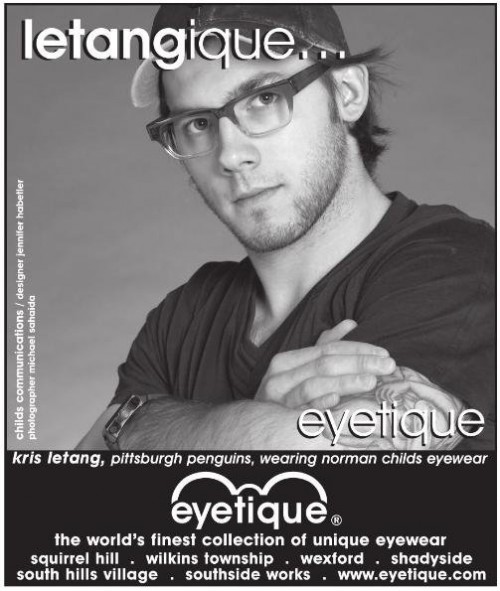 letangique...
childs communications / designer jennifer habetler
photographer michael sahaida
eyetique
kris letang, pittsburgh penguins, wearing norman childs eyewear
eyetique®
the world's finest collection of unique eyewear
squirrel hill . wilkins township . wexford . shadyside
south hills village . southside works . www.eyetique.com